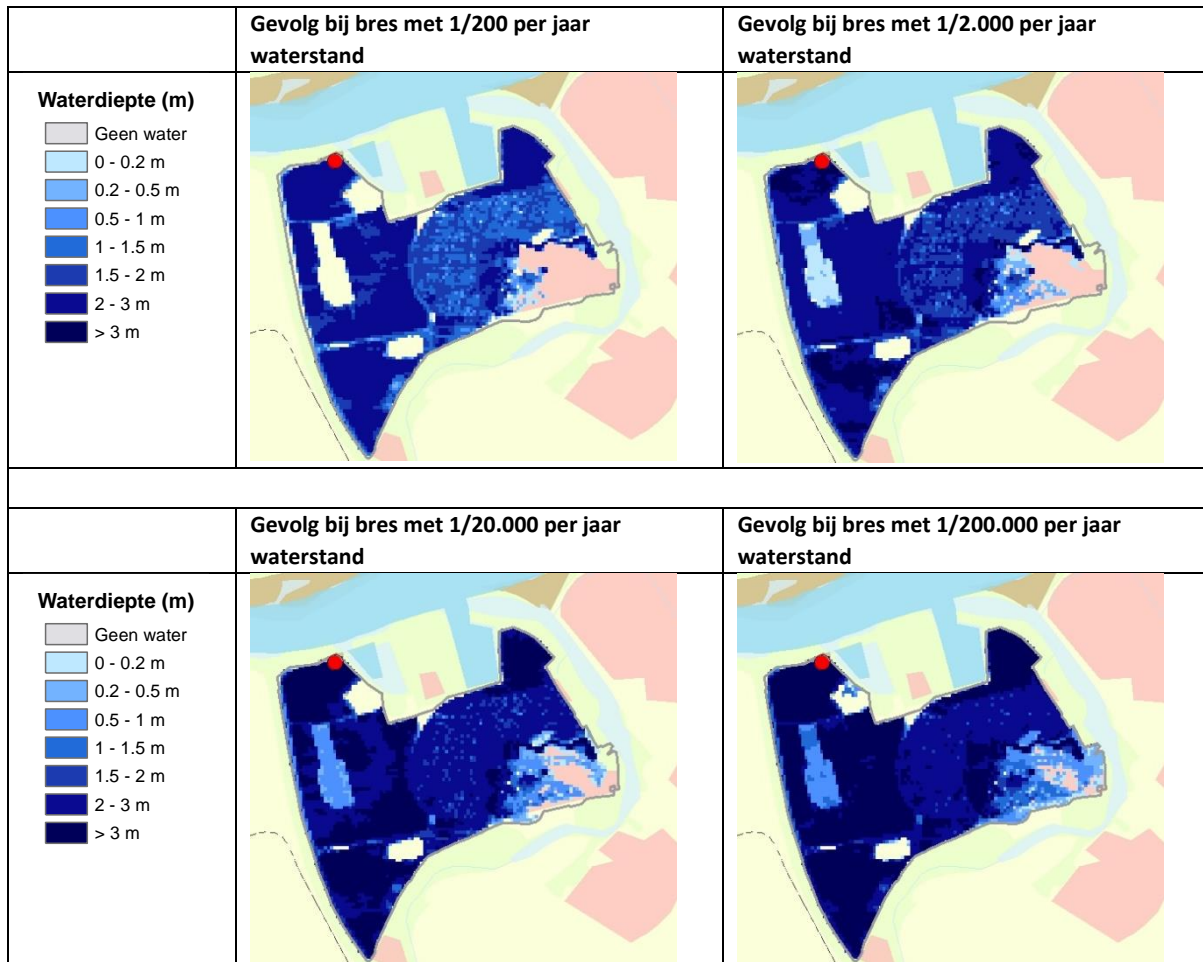 Gevolg bij bres met 1/200 per jaar
waterstand
Gevolg bij bres met 1/2.000 per jaar
waterstand
Waterdiepte (m)
Geen water
0 - 0.2 m
0.2 - 0.5 m
0.5 - 1 m
1 - 1.5 m
1.5 - 2 m
2 - 3 m
> 3 m
Gevolg bij bres met 1/20.000 per jaar
waterstand
Gevolg bij bres met 1/200.000 per jaar
waterstand
Waterdiepte (m)
Geen water
0 - 0.2 m
0.2 - 0.5 m
0.5 - 1 m
1 - 1.5 m
1.5 - 2 m
2 - 3 m
> 3 m